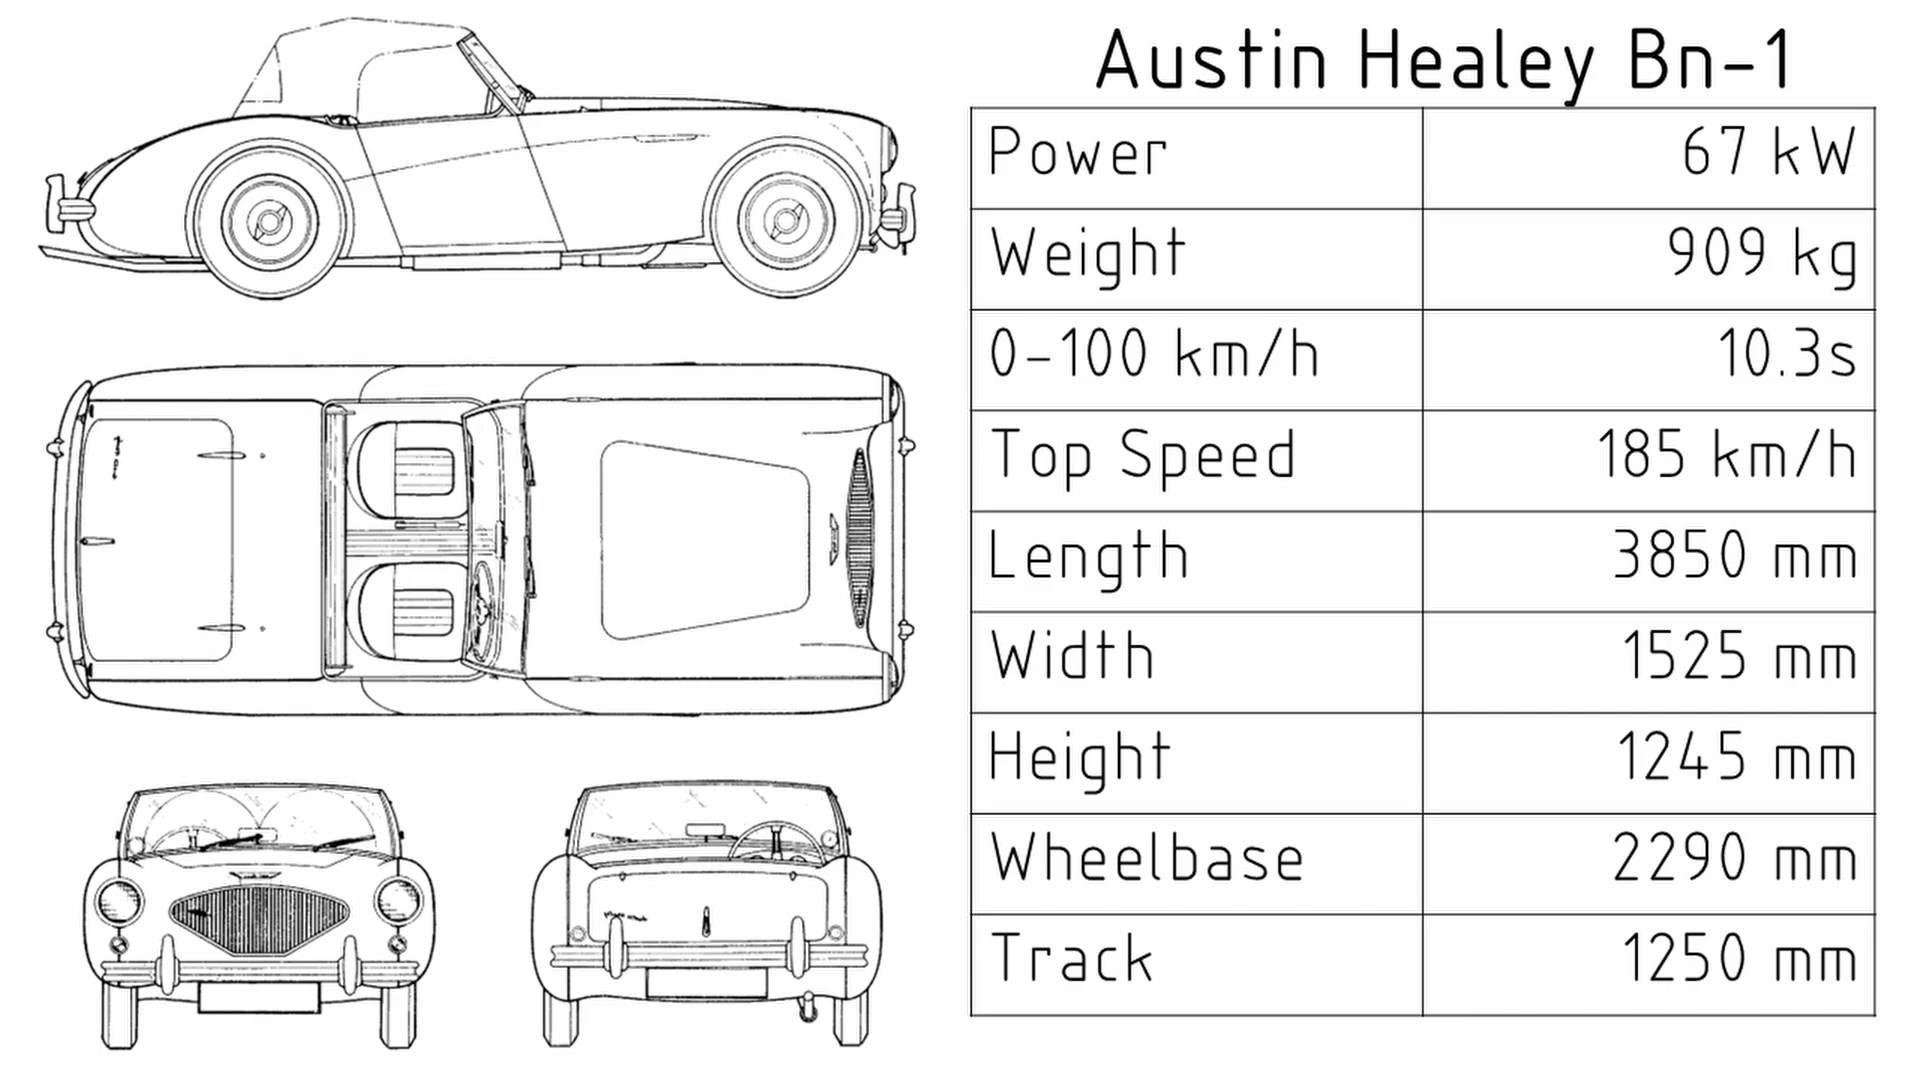 Austin Healey Bn-1
Power 67 kW
Weight 909 kg
0-100 km/h 10.3s
Top Speed 185 km/h
Length 3850 mm
Width 1525 mm
Height 1245 mm
Wheelbase 2290 mm
Track 1250 mm